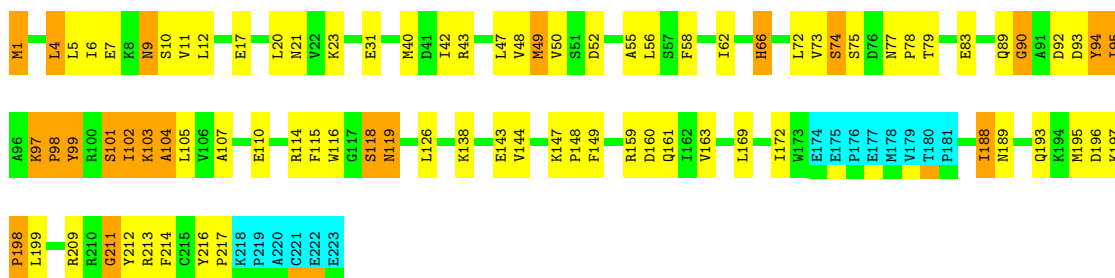 M1 L4 L5 I6 E7 K8 N9 S10 V11 L12 E17 L20 N21 V22 K23 E31 M40 D41 I42 R43 L47 V48 M49 V50 S51 D52 A55 L56 S57 F58 I62 H66 L72 V73 S74 S75 D76 N77 P78 T79 E83 Q89 G90 A91 D92 D93 Y94
A96 K97 P98 Y99 R100 S101 I102 K103 A104 L105 V106 A107 E110 R114 F115 W116 G117 S118 N119 L126 K138 E143 V144 K147 P148 F149 R159 D160 Q161 I162 V163 L169 I172 W173 E174 E175 P176 E177 M178 V179 T180 P181 I188 N189 Q193 K194 M195 D196 K197
P198 L199 R209 R210 G211 Y212 R213 F214 C215 Y216 P217 K218 P219 A220 C221 E222 E223